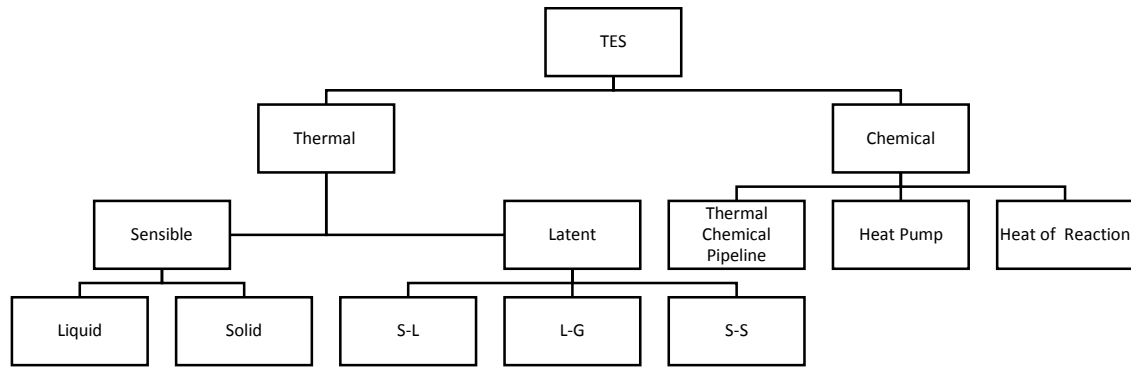 TES
Thermal
Chemical
Sensible
Latent
Thermal
Chemical
Pipeline
Heat Pump
Heat of Reaction
Liquid
Solid
S-L
L-G
S-S